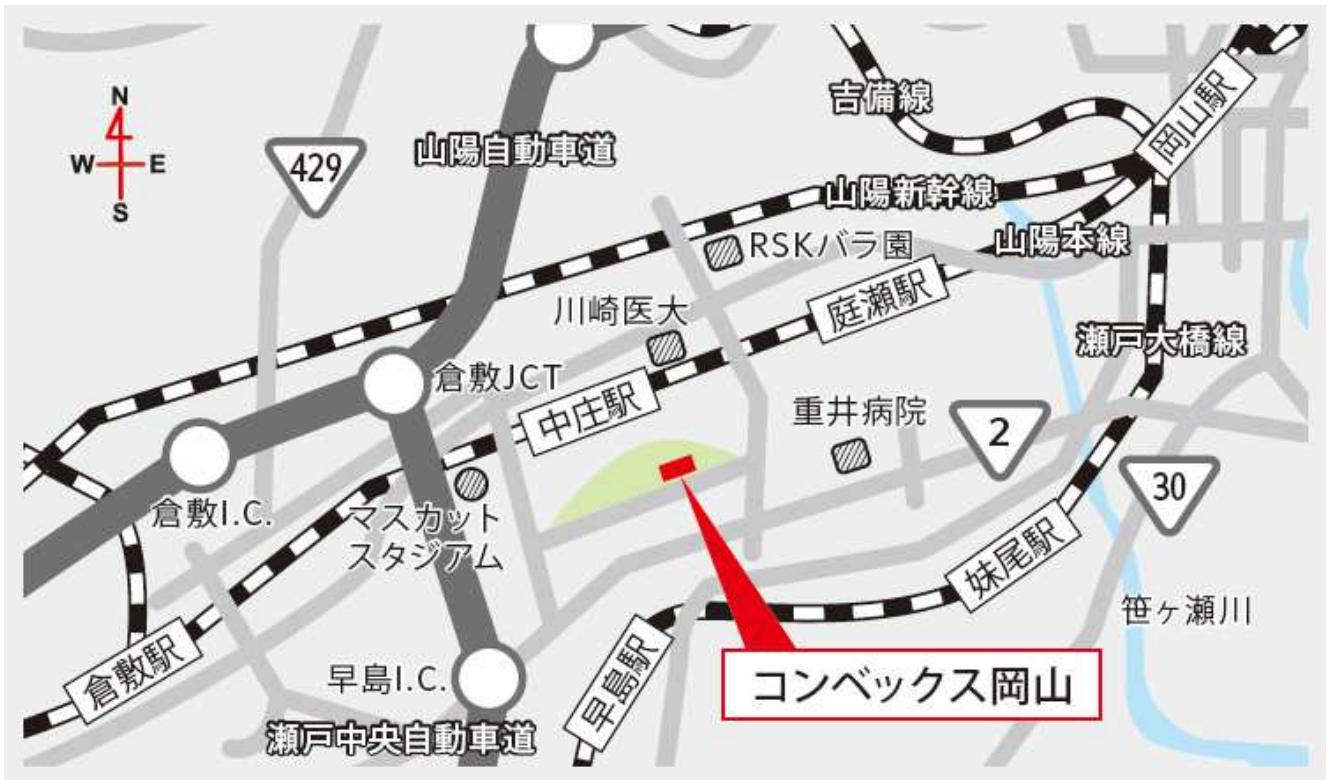 N
W
E
S
429
山陽自動車道
吉備線
岡山駅
山陽新幹線
RSKバラ園
山陽本線
川崎医大
庭瀬駅
瀬戸大橋線
倉敷JCT
中庄駅
重井病院
2
30
倉敷I.C.
マスカット
スタジアム
妹尾駅
笹ヶ瀬川
倉敷駅
早島I.C.
早島駅
コンベックス岡山
瀬戸中央自動車道